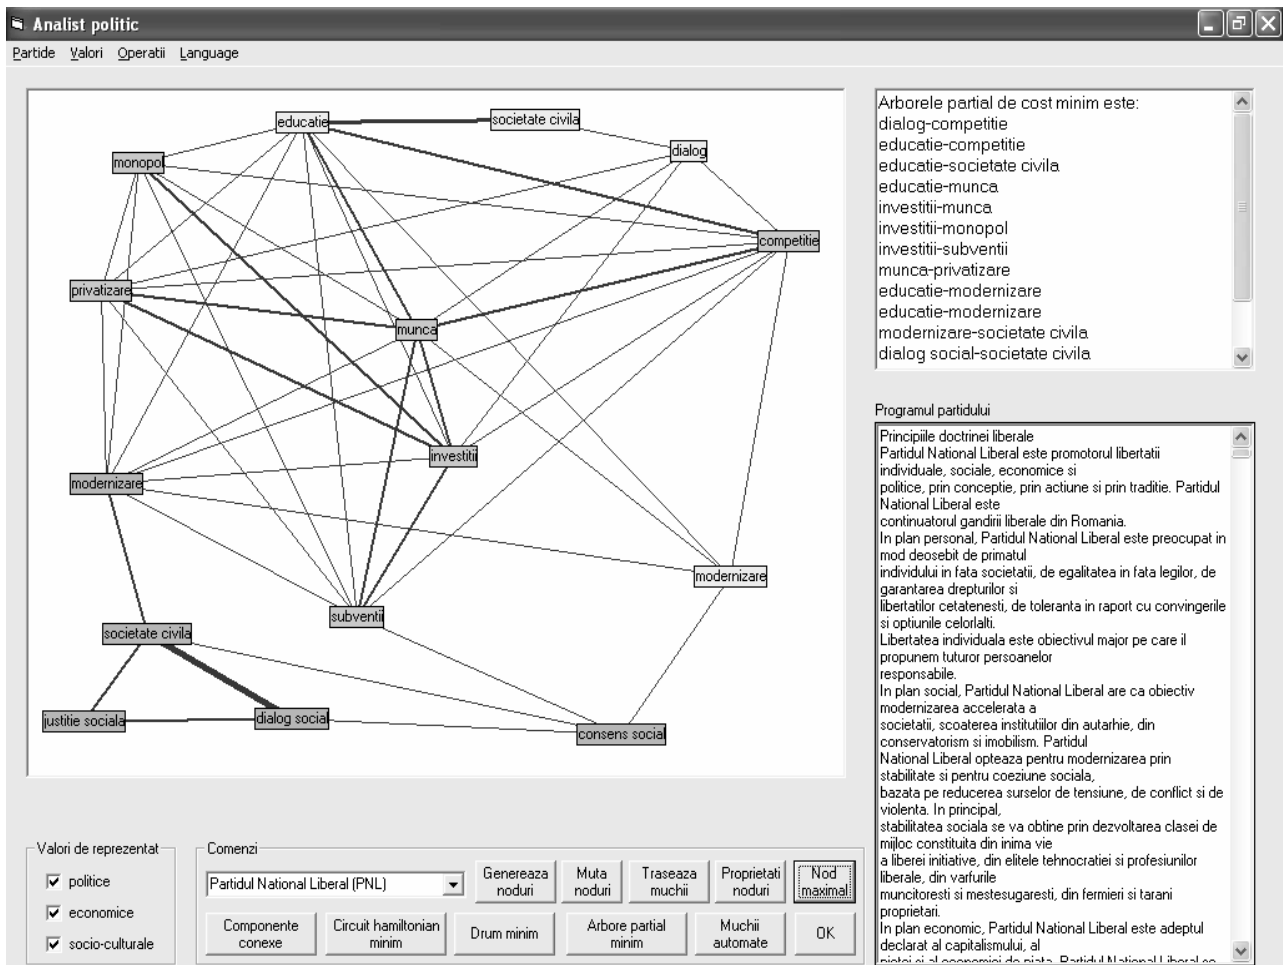 Analist politic
Partide Valori Operatii Language
educatie
societate civila
dialog
monopol
competitie
privatizare
munca
investitii
modernizare
modernizare
subventii
societate civila
justitie sociala
dialog social
consens social
Arborele partial de cost minim este:
dialog-competitie
educatie-competitie
educatie-societate civila
educatie-munca
investitii-munca
investitii-monopol
investitii-subventii
munca-privatizare
educatie-modernizare
educatie-modernizare
modernizare-societate civila
dialog social-societate civila
Programul partidului
Principiile doctrinei liberale
Partidul National Liberal este promotorul libertatii
individuale, sociale, economice si
politice, prin conceptie, prin actiune si prin traditie. Partidul
National Liberal este
continuatorul gandirii liberale din Romania.
In plan personal, Partidul National Liberal este preocupat in
mod deosebit de primatul
individului in fata societatii, de egalitatea in fata legilor, de
garantarea drepturilor si
libertatilor cetatenesti, de toleranta in raport cu convingerile
si optiunile celorlalti.
Libertatea individuala este obiectivul major pe care il
propunem tuturor persoanelor
responsabile.
In plan social, Partidul National Liberal are ca obiectiv
modernizarea accelerata a
societatii, scoaterea institutiilor din autarhie, din
conservatorism si imobilism. Partidul
National Liberal opteaza pentru modernizarea prin
stabilitate si pentru coeziune sociala,
bazata pe reducerea surselor de tensiune, de conflict si de
violenta. In principal,
stabilitatea sociala se va obtine prin dezvoltarea clasei de
mijloc constituita din inima vie
a liberei initiative, din elitele tehnocratiei si profesiunilor
liberale, din varfurile
muncitoresti si mestesugaresti, din fermieri si tarani
proprietari.
In plan economic, Partidul National Liberal este adeptul
declarat al capitalismului, al
pietei si al economiei de piata. Partidul National Liberal se
Valori de reprezentat
politice
economice
socio-culturale
Comenzi
Partidul National Liberal (PNL)
Genereaza noduri
Muta noduri
Traseaza muchii
Proprietati noduri
Nod maximal
Componente conexe
Circuit hamiltonian minim
Drum minim
Arbore partial minim
Muchii automate
OK